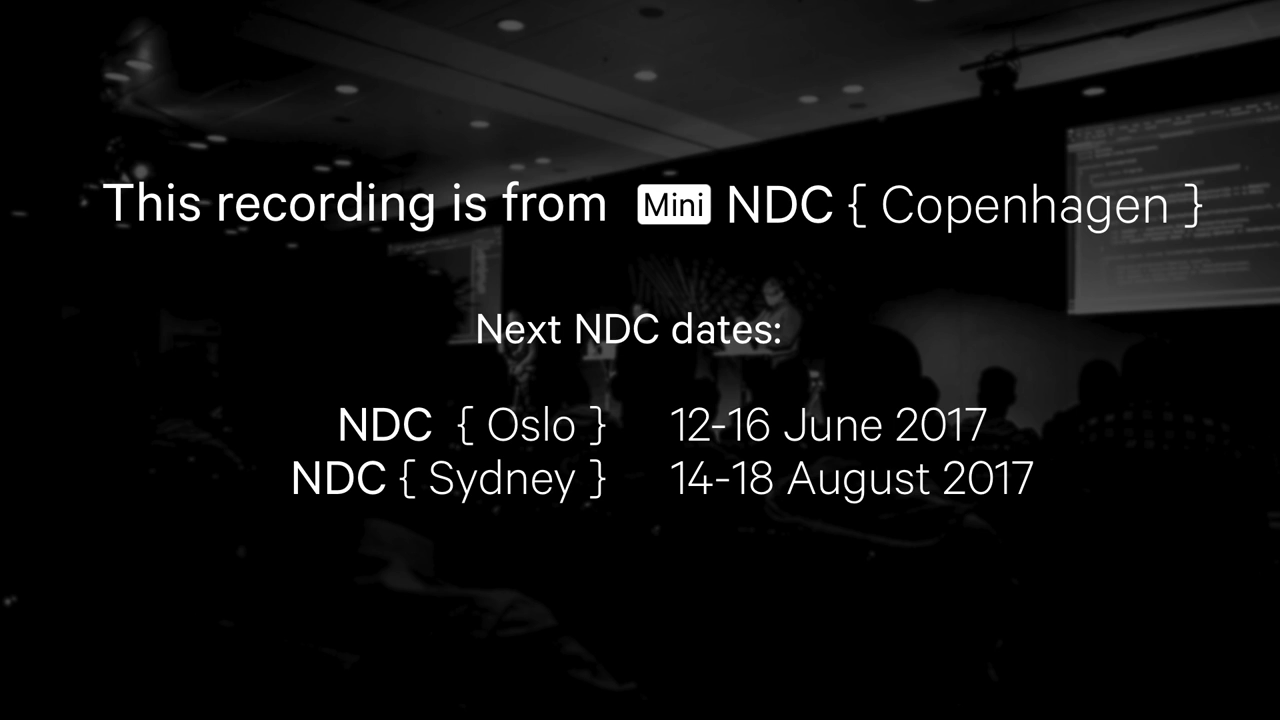 This recording is from Mini NDC { Copenhagen }
Next NDC dates:
NDC { Oslo } 12-16 June 2017
NDC { Sydney } 14-18 August 2017